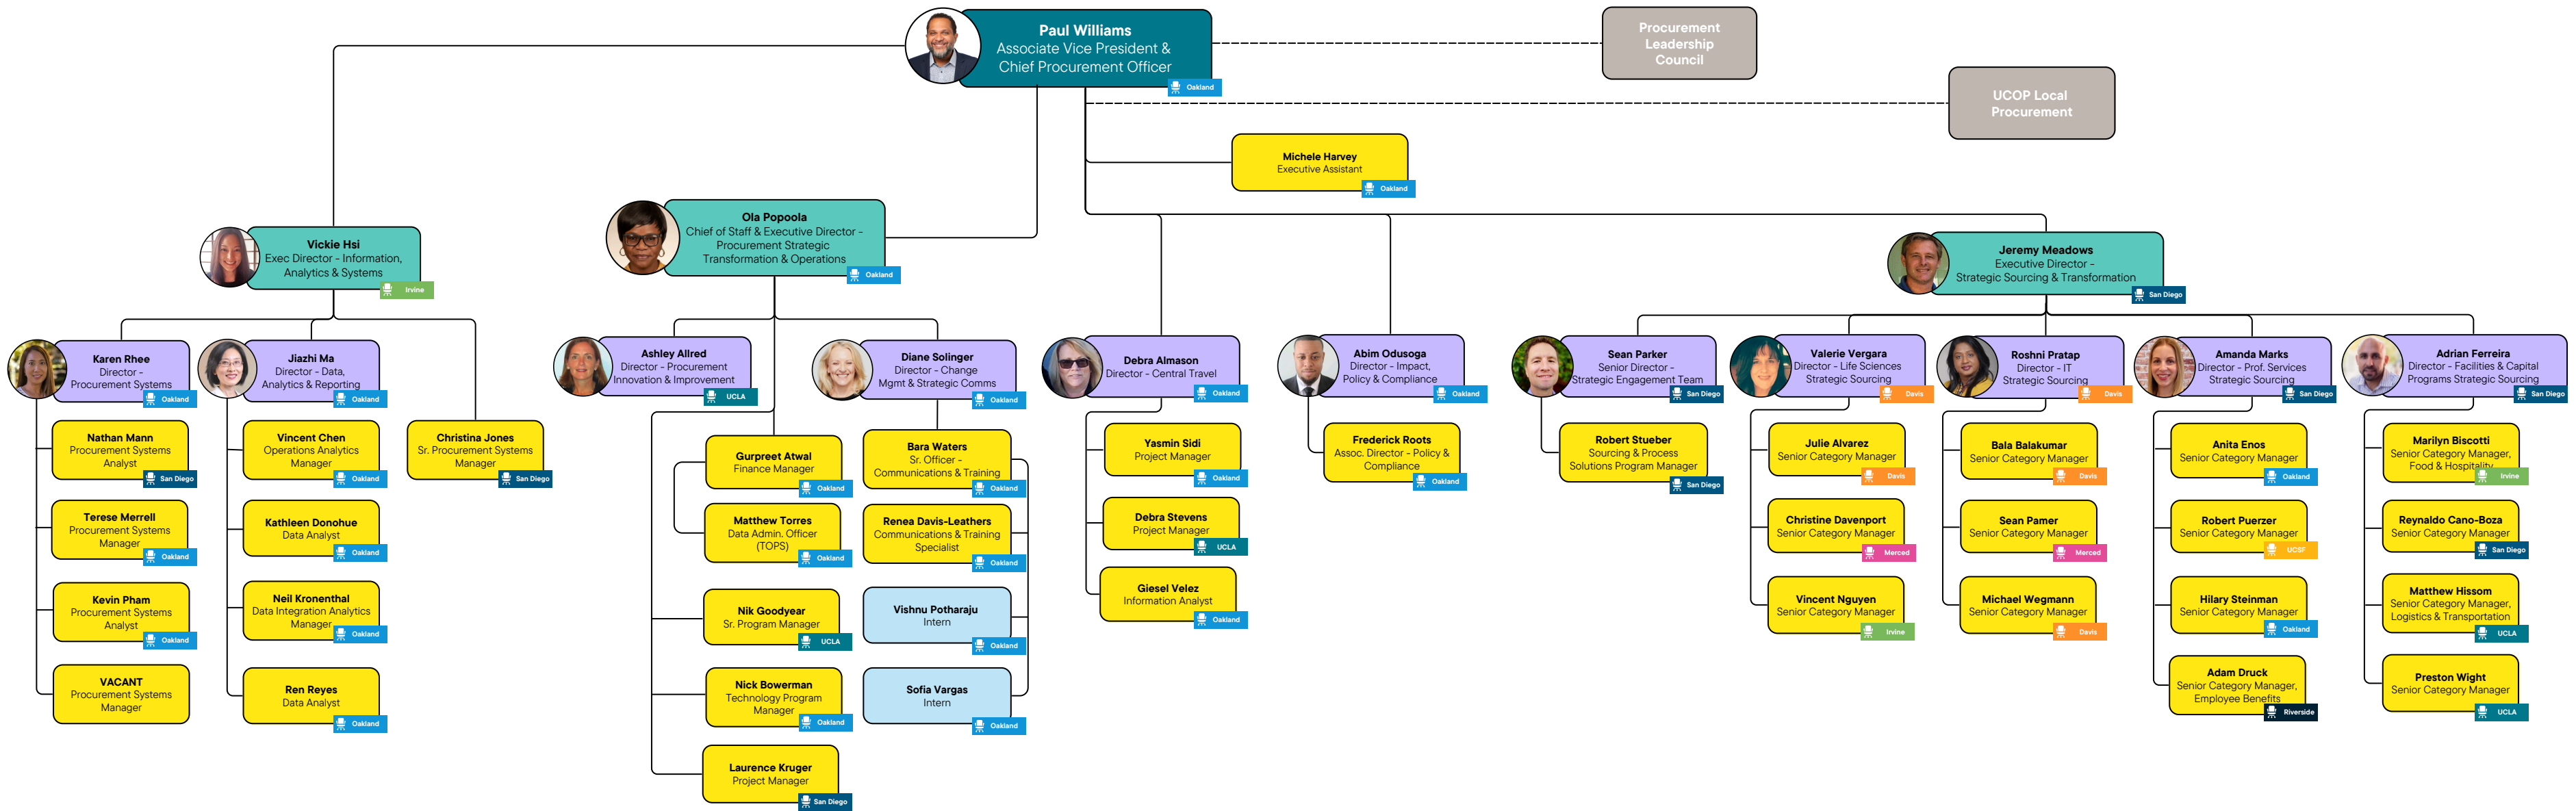 Paul Williams
Associate Vice President &
Chief Procurement Officer
Oakland
Procurement
Leadership
Council
UCOP Local
Procurement
Michele Harvey
Executive Assistant
Oakland
Vickie Hsi
Exec Director - Information,
Analytics & Systems
Irvine
Karen Rhee
Director -
Procurement Systems
Oakland
Nathan Mann
Procurement Systems
Analyst
San Diego
Terese Merrell
Procurement Systems
Manager
Oakland
Kevin Pham
Procurement Systems
Analyst
Oakland
VACANT
Procurement Systems
Manager
Jiazhi Ma
Director - Data,
Analytics & Reporting
Oakland
Vincent Chen
Operations Analytics
Manager
Oakland
Kathleen Donohue
Data Analyst
Oakland
Neil Kronenthal
Data Integration Analytics
Manager
Oakland
Ren Reyes
Data Analyst
Oakland
Christina Jones
Sr. Procurement Systems
Manager
San Diego
Ola Popoola
Chief of Staff & Executive Director -
Procurement Strategic
Transformation & Operations
Oakland
Ashley Allred
Director - Procurement
Innovation & Improvement
UCLA
Gurpreet Atwal
Finance Manager
Oakland
Matthew Torres
Data Admin. Officer
(TOPS)
Oakland
Nik Goodyear
Sr. Program Manager
UCLA
Nick Bowerman
Technology Program
Manager
Oakland
Laurence Kruger
Project Manager
San Diego
Diane Solinger
Director - Change
Mgmt & Strategic Comms
Oakland
Bara Waters
Sr. Officer -
Communications & Training
Oakland
Renea Davis-Leathers
Communications & Training
Specialist
Oakland
Vishnu Potharaju
Intern
Oakland
Sofia Vargas
Intern
Oakland
Debra Almason
Director - Central Travel
Oakland
Yasmin Sidi
Project Manager
Oakland
Debra Stevens
Project Manager
UCLA
Giesel Velez
Information Analyst
Oakland
Abim Odusoga
Director - Impact,
Policy & Compliance
Oakland
Frederick Roots
Assoc. Director - Policy &
Compliance
Oakland
Jeremy Meadows
Executive Director -
Strategic Sourcing & Transformation
San Diego
Sean Parker
Senior Director -
Strategic Engagement Team
San Diego
Robert Stueber
Sourcing & Process
Solutions Program Manager
San Diego
Valerie Vergara
Director - Life Sciences
Strategic Sourcing
Davis
Julie Alvarez
Senior Category Manager
Davis
Christine Davenport
Senior Category Manager
Merced
Vincent Nguyen
Senior Category Manager
Irvine
Roshni Pratap
Director - IT
Strategic Sourcing
Davis
Bala Balakumar
Senior Category Manager
Davis
Sean Pamer
Senior Category Manager
Merced
Michael Wegmann
Senior Category Manager
Davis
Amanda Marks
Director - Prof. Services
Strategic Sourcing
San Diego
Anita Enos
Senior Category Manager
Oakland
Robert Puerzer
Senior Category Manager
UCSF
Hilary Steinman
Senior Category Manager
Oakland
Adam Druck
Senior Category Manager,
Employee Benefits
Riverside
Adrian Ferreira
Director - Facilities & Capital
Programs Strategic Sourcing
San Diego
Marilyn Biscotti
Senior Category Manager,
Food & Hospitality
Irvine
Reynaldo Cano-Boza
Senior Category Manager
San Diego
Matthew Hissom
Senior Category Manager,
Logistics & Transportation
UCLA
Preston Wight
Senior Category Manager
UCLA